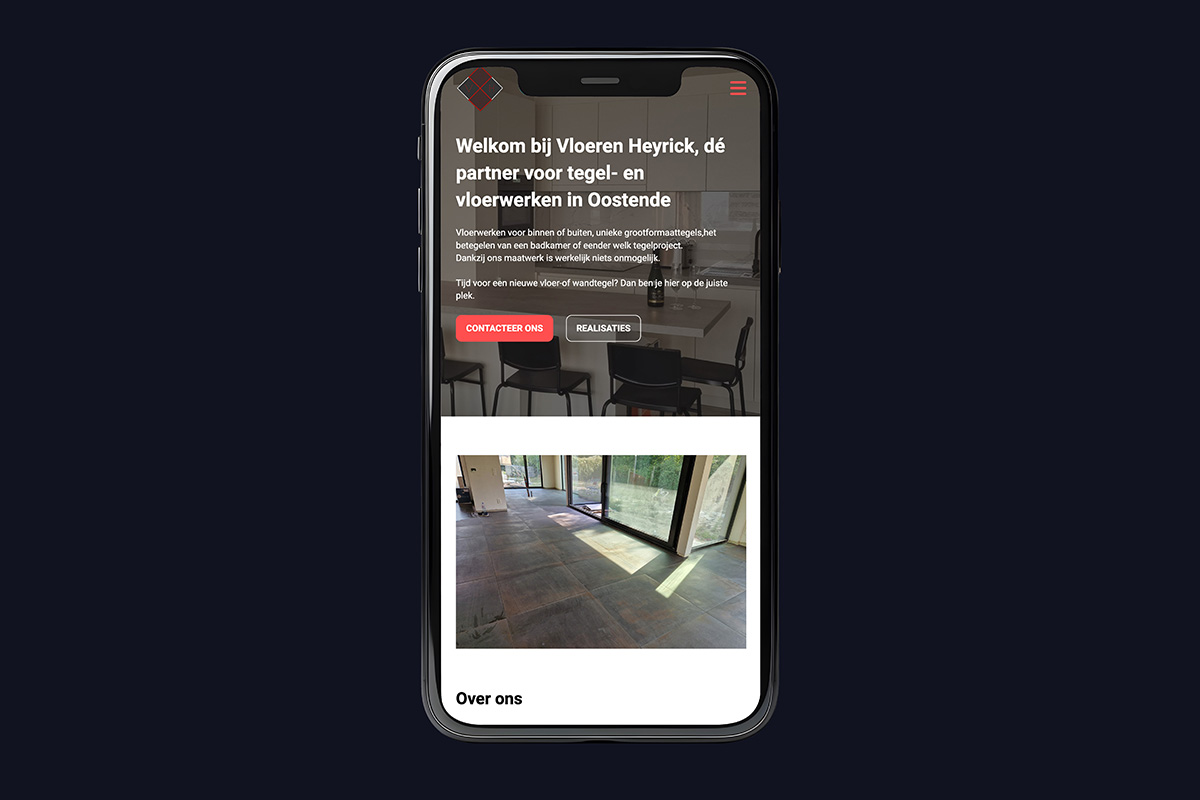 Welkom bij Vloeren Heyrick, dé
partner voor tegel- en
vloerwerken in Oostende
Vloerwerken voor binnen of buiten, unieke grootformaattegels,het
betegelen van een badkamer of eender welk tegelproject.
Dankzij ons maatwerk is werkelijk niets onmogelijk.
Tijd voor een nieuwe vloer-of wandtegel? Dan ben je hier op de juiste
plek.
CONTACTEER ONS
REALISATIES
Over ons